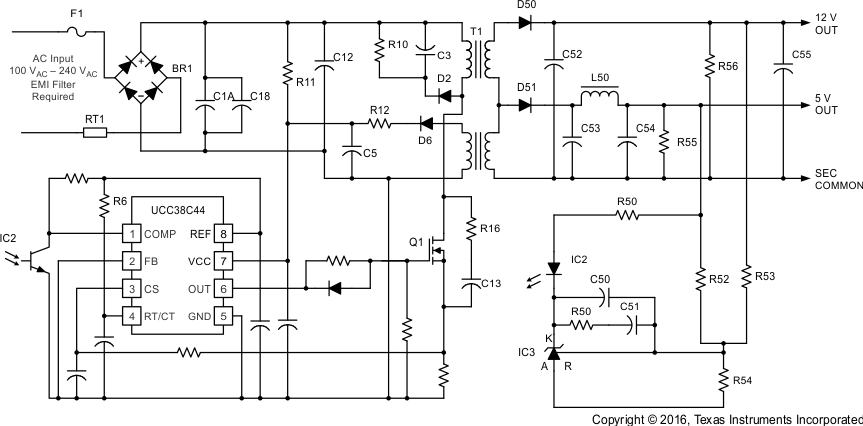 F1
AC Input
100 VAC – 240 VAC
EMI Filter
Required
BR1
RT1
C1A
C18
R11
C12
R10
C3
D2
T1
R12
D6
C5
D50
D51
C52
L50
C53
C54
R55
R56
C55
12 V
OUT
5 V
OUT
SEC
COMMON
IC2
R6
UCC38C44
1 COMP REF 8
2 FB VCC 7
3 CS OUT 6
4 RT/CT GND 5
Q1
R16
C13
R50
IC2
C50
R50
C51
IC3
K
A
R
R52
R53
R54
Copyright © 2016, Texas Instruments Incorporated